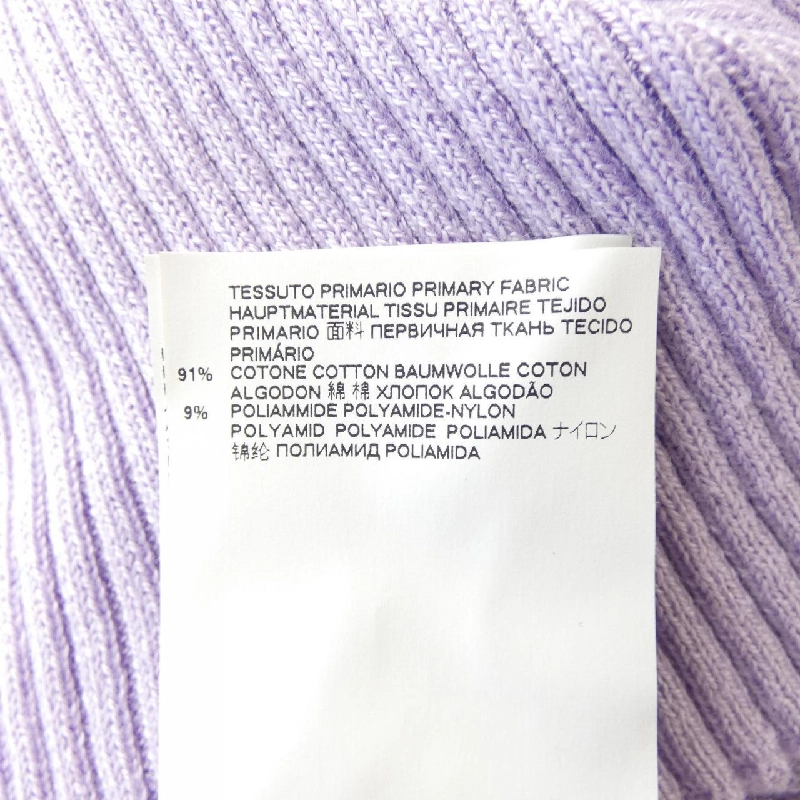 TESSUTO PRIMARIO PRIMARY FABRIC
HAUPTMATERIAL TISSU PRIMAIRE TEJIDO
PRIMARIO 面料 ПЕРВИЧНАЯ ТКАНЬ TECIDO
PRIMÁRIO
91% COTONE COTTON BAUMWOLLE COTON
ALGODON 綿 棉 ХЛОПОК ALGODÃO
9% POLIAMMIDE POLYAMIDE-NYLON
POLYAMID POLYAMIDE POLIAMIDA ナイロン
锦纶 ПОЛИАМИД POLIAMIDA